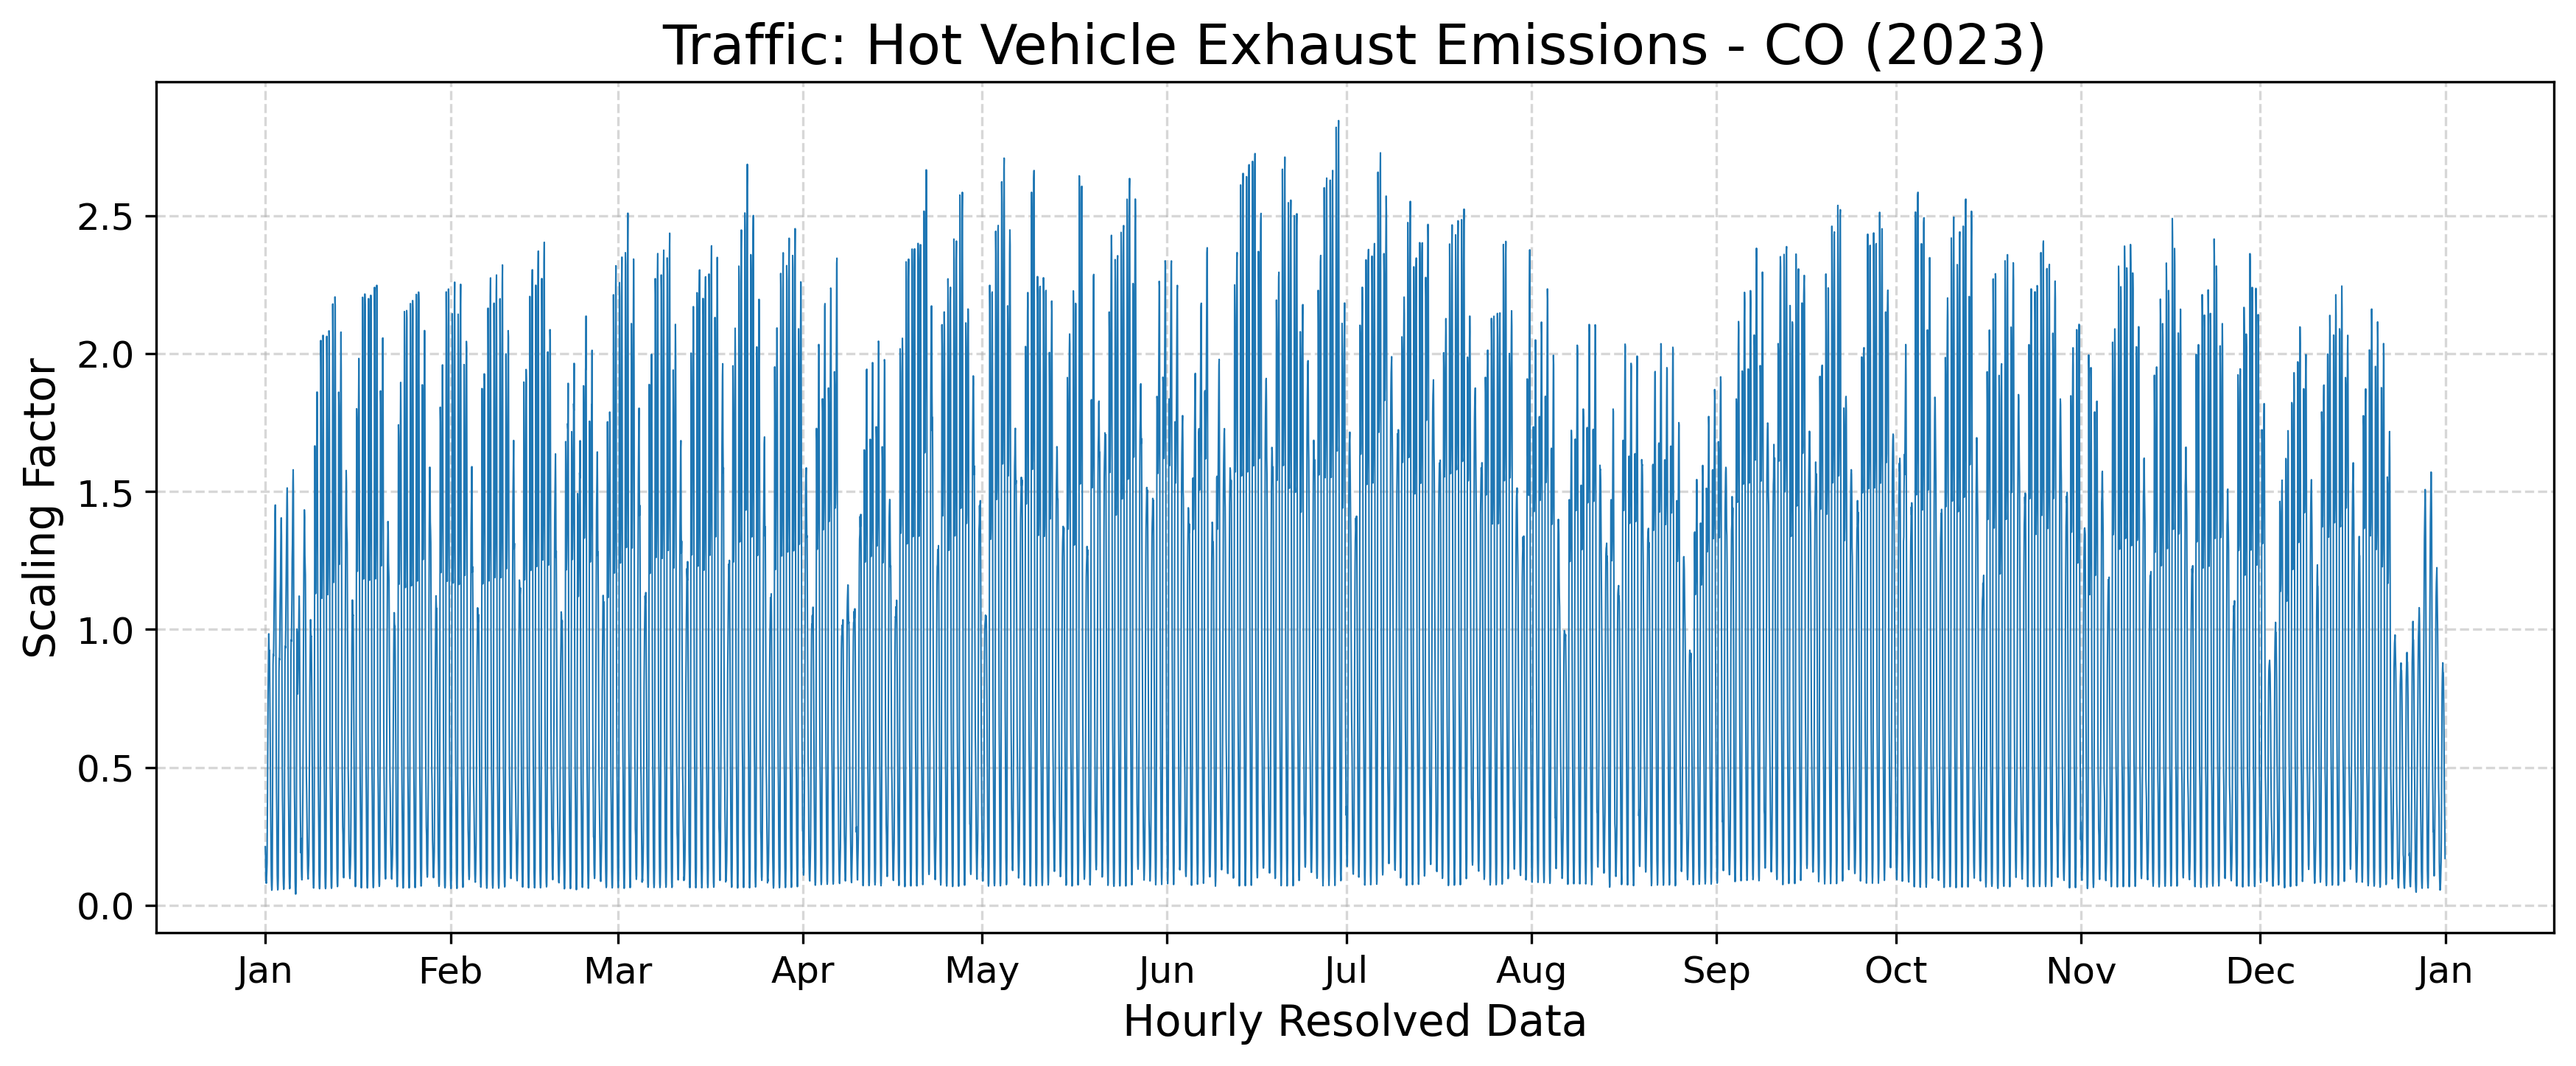 Traffic: Hot Vehicle Exhaust Emissions - CO (2023)
Scaling Factor
2.5
2.0
1.5
1.0
0.5
0.0
Jan Feb Mar Apr May Jun Jul Aug Sep Oct Nov Dec Jan
Hourly Resolved Data